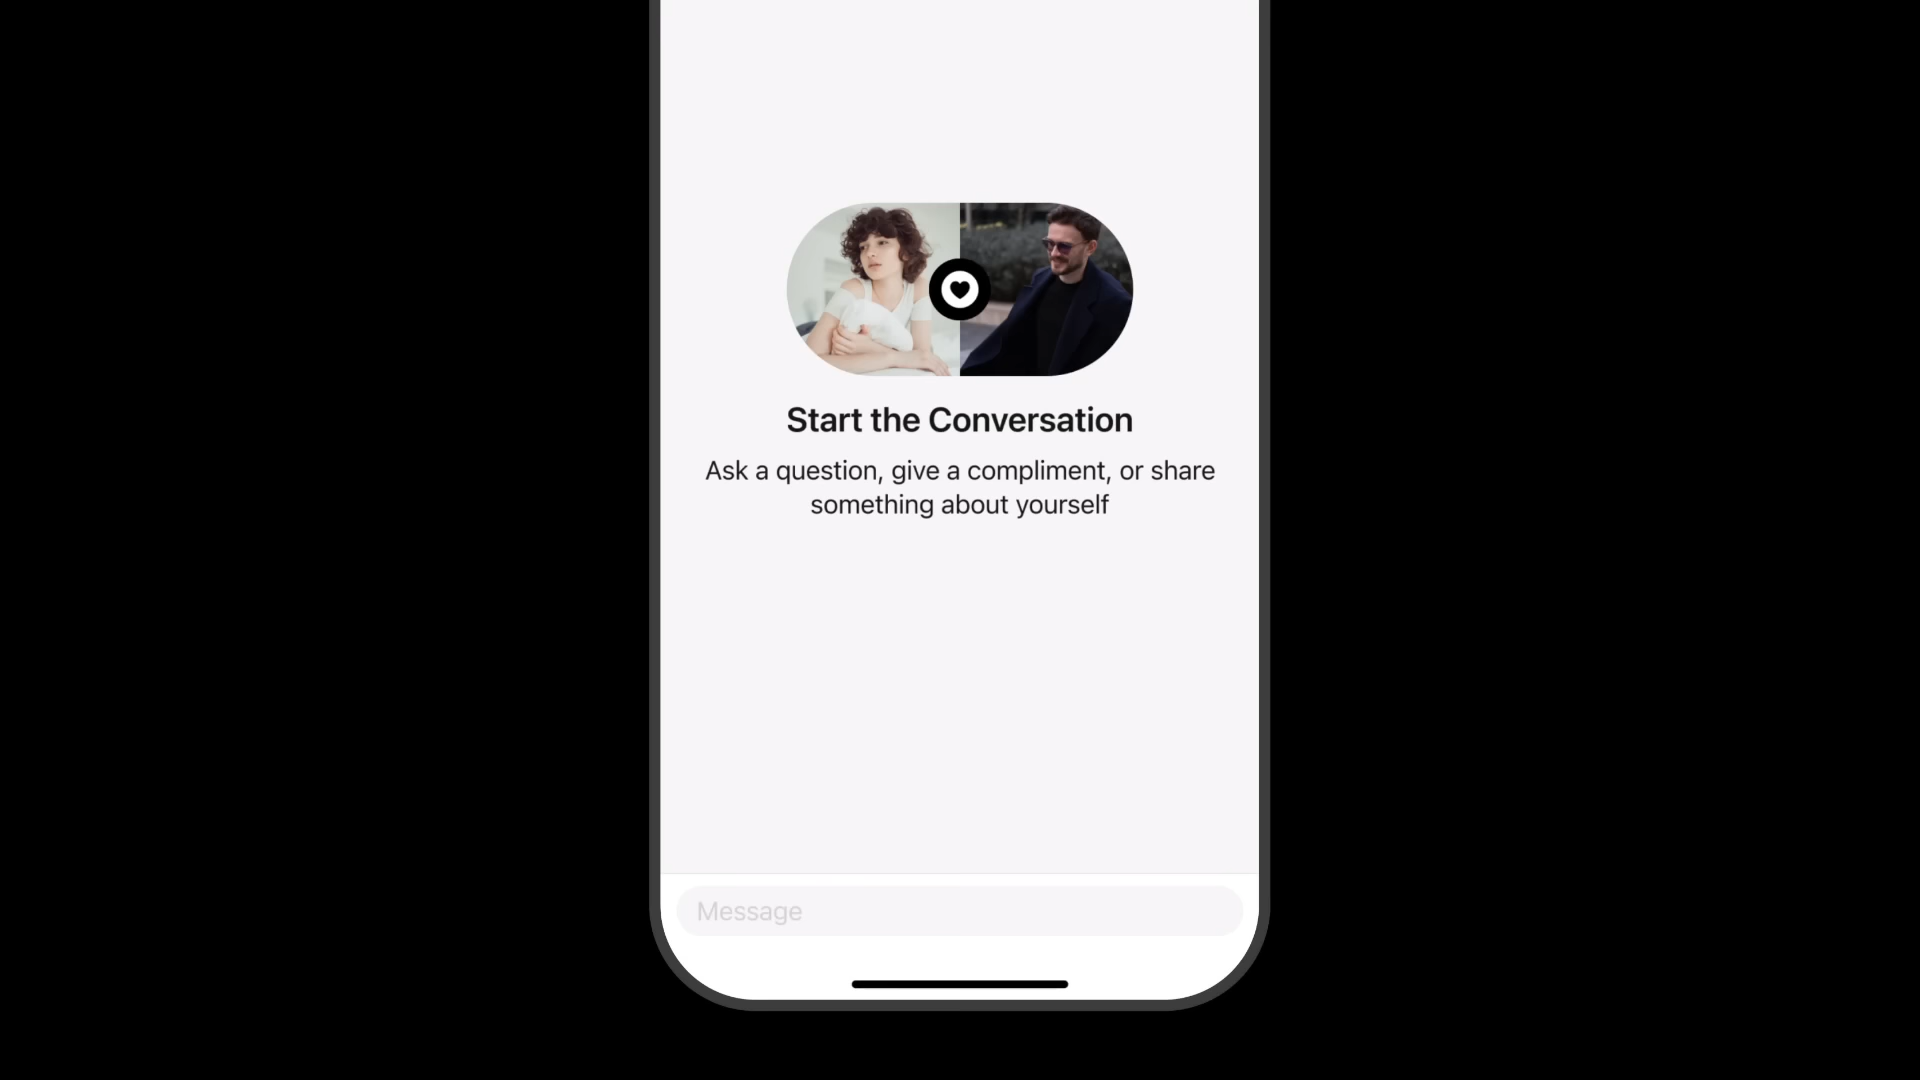 Start the Conversation
Ask a question, give a compliment, or share
something about yourself
Message